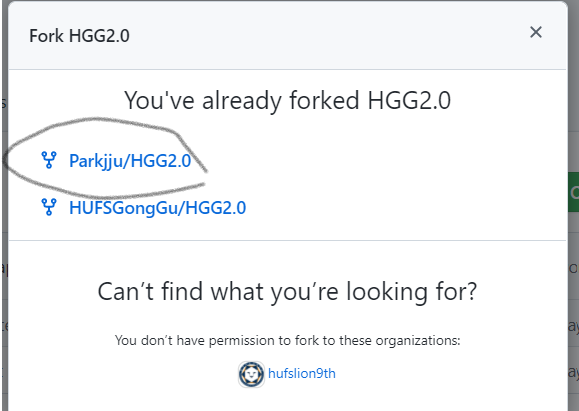 Fork HGG2.0
You've already forked HGG2.0
Parkjju/HGG2.0
HUFSGongGu/HGG2.0
Can’t find what you’re looking for?
You don’t have permission to fork to these organizations:
hufslion9th